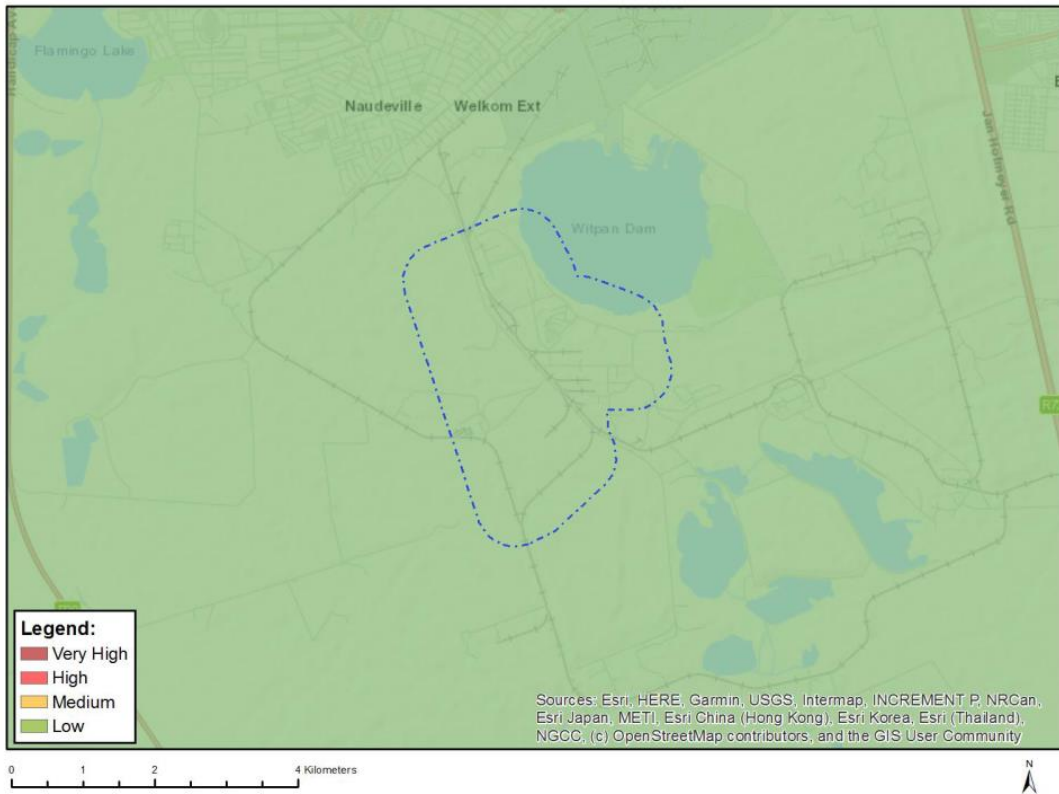 Flamingo Lake
Naudeville
Welkom Ext
Witpan Dam
Jan Hofmeyr Rd
Legend:
Very High
High
Medium
Low
Sources: Esri, HERE, Garmin, USGS, Intermap, INCREMENT P, NRCan,
Esri Japan, METI, Esri China (Hong Kong), Esri Korea, Esri (Thailand),
NGCC, (c) OpenStreetMap contributors, and the GIS User Community
0 1 2 4 Kilometers
N